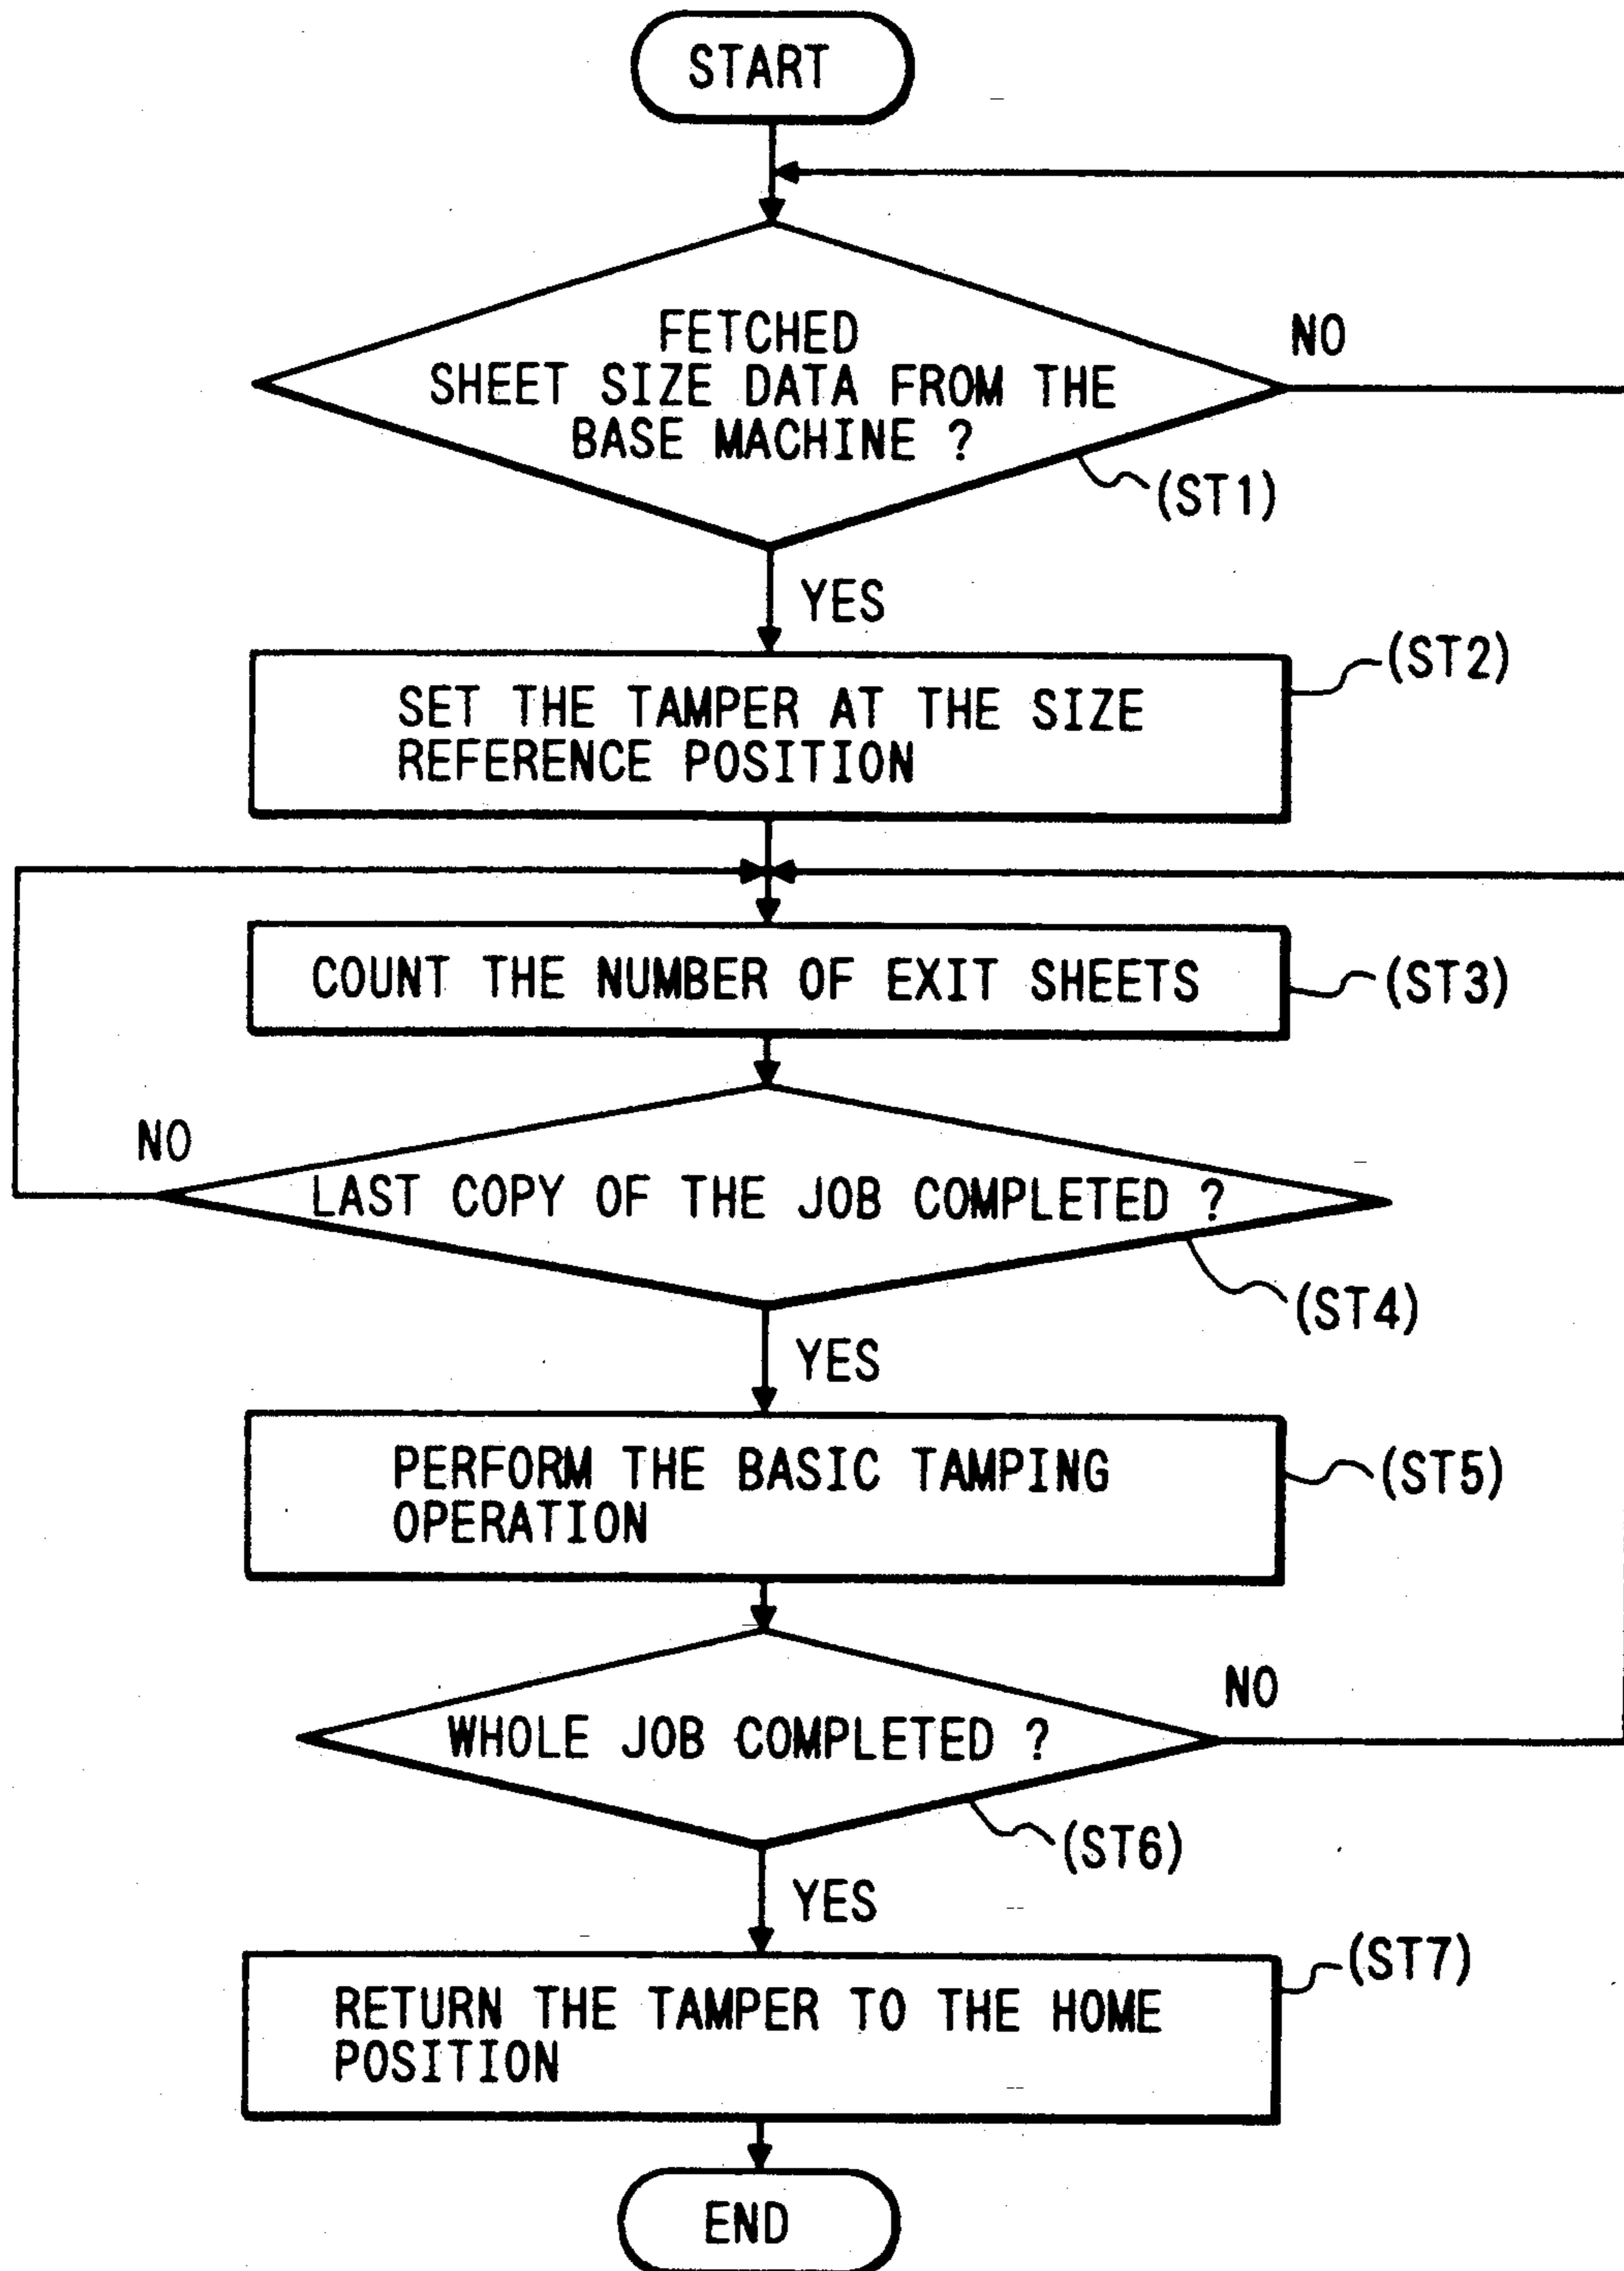 START
FETCHED
SHEET SIZE DATA FROM THE
BASE MACHINE ?
NO
(ST1)
YES
(ST2)
SET THE TAMPER AT THE SIZE
REFERENCE POSITION
COUNT THE NUMBER OF EXIT SHEETS
(ST3)
NO
LAST COPY OF THE JOB COMPLETED ?
(ST4)
YES
PERFORM THE BASIC TAMPING
OPERATION
(ST5)
NO
WHOLE JOB COMPLETED ?
(ST6)
YES
(ST7)
RETURN THE TAMPER TO THE HOME
POSITION
END